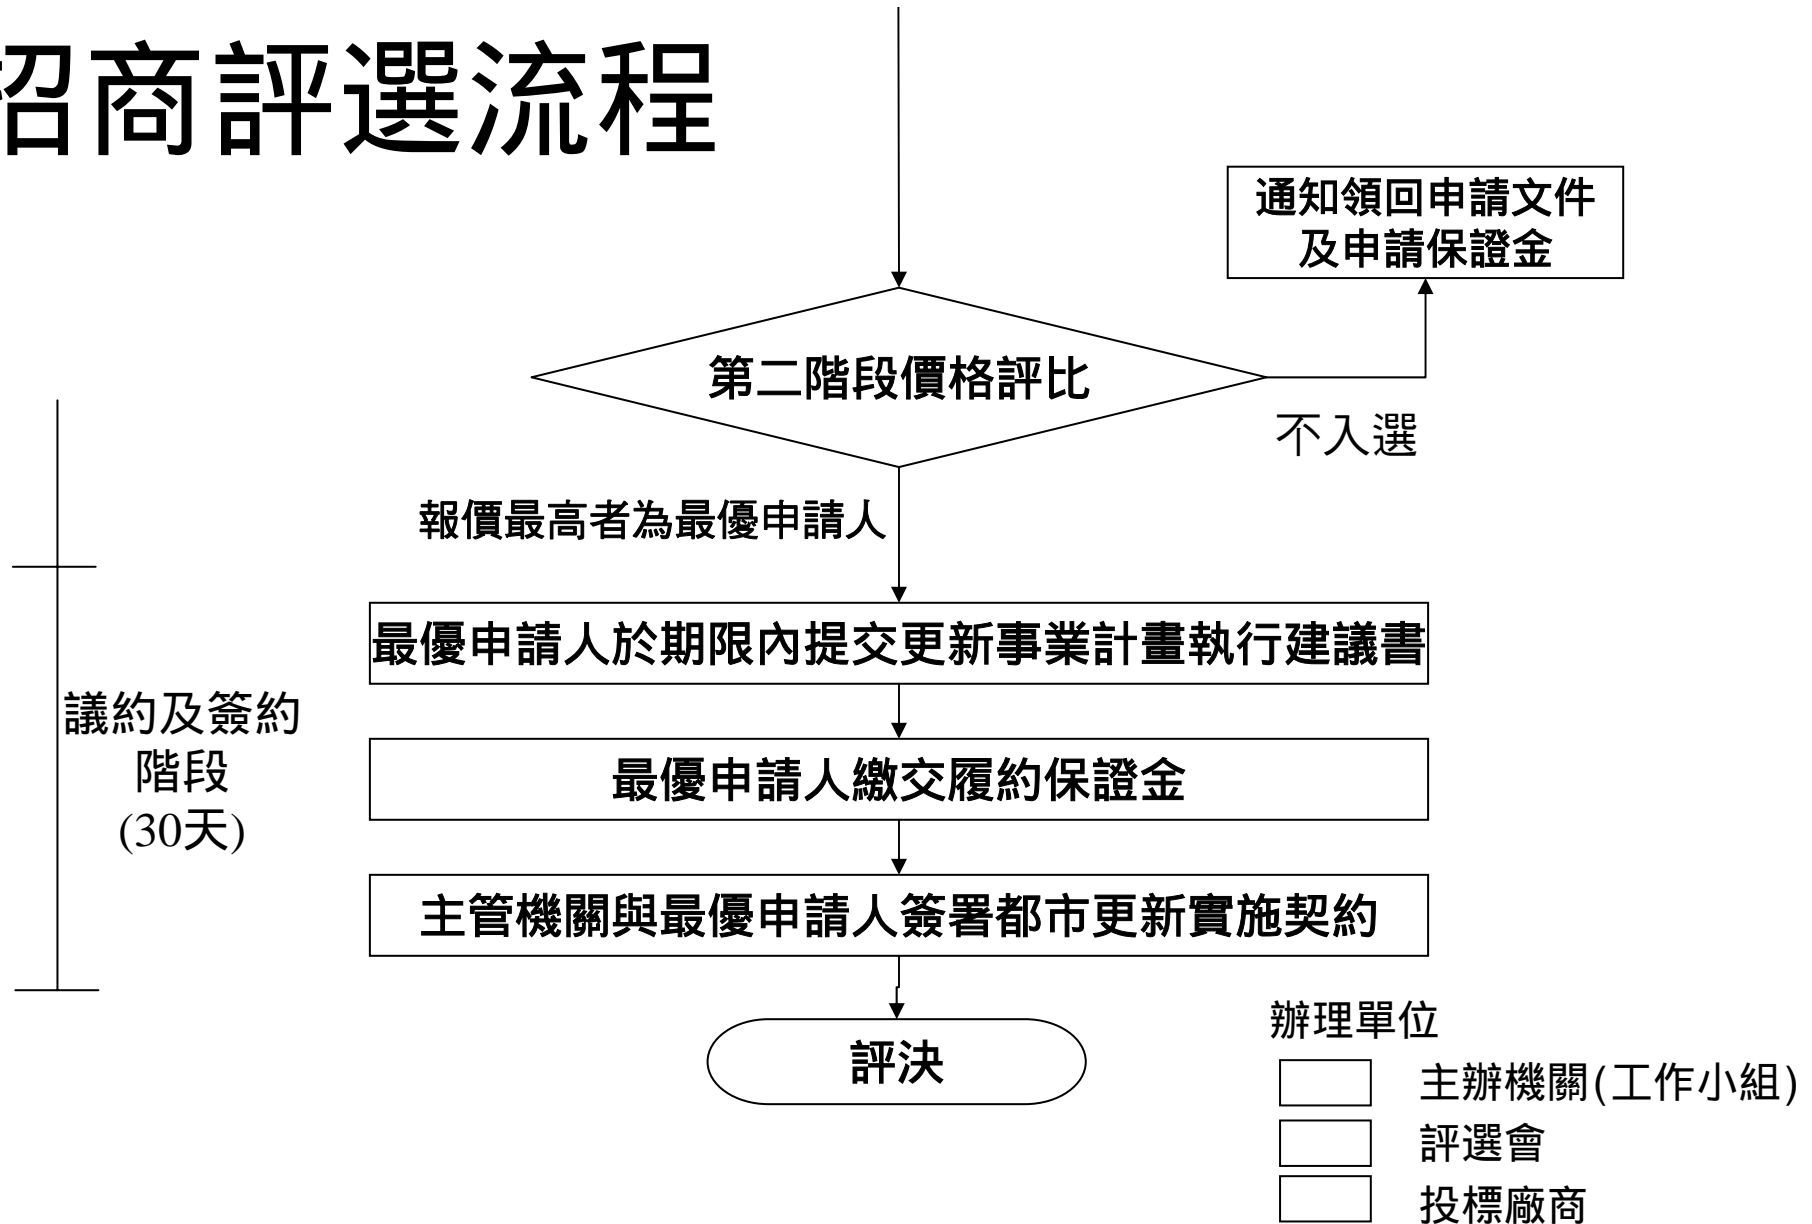 招商評選流程
通知領回申請文件
及申請保證金
第二階段價格評比
不入選
報價最高者為最優申請人
最優申請人於期限內提交更新事業計畫執行建議書
議約及簽約
階段
(30天)
最優申請人繳交履約保證金
主管機關與最優申請人簽署都市更新實施契約
評決
辦理單位
主辦機關(工作小組)
評選會
投標廠商